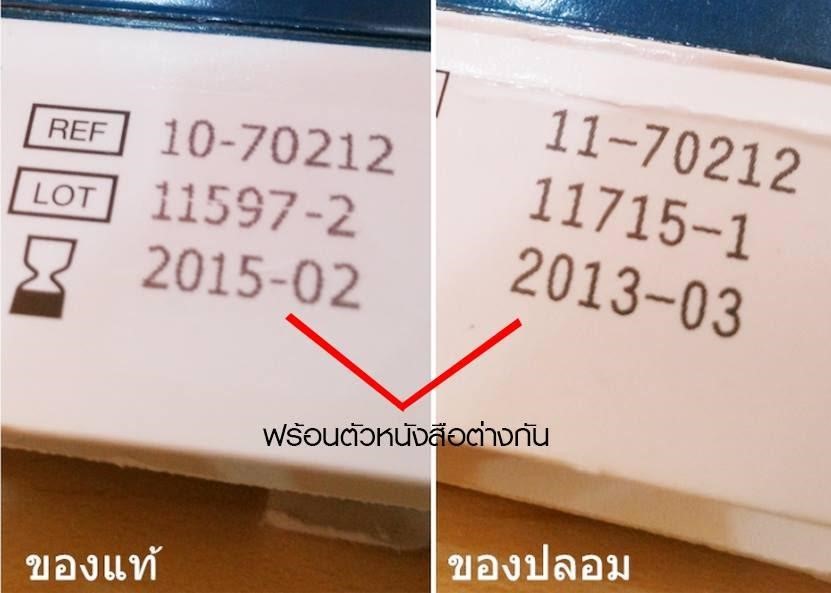 REF 10-70212
LOT 11597-2
2015-02
11-70212
11715-1
2013-03
ฟร้อนตัวหนังสือต่างกัน
ของแท้
ของปลอม